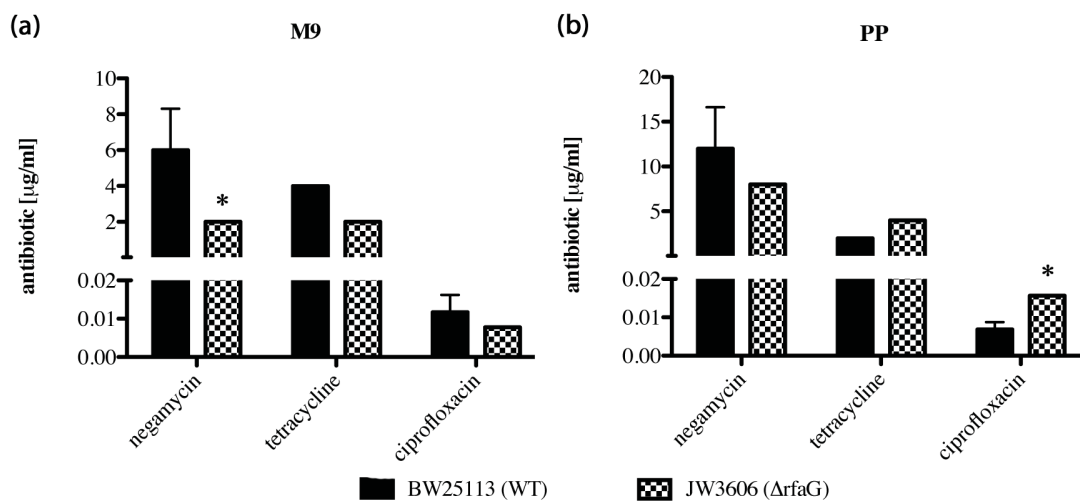 (a)
M9
antibiotic [µg/ml]
10
8
6
4
2
0.02
0.01
0.00
*
negamycin
tetracycline
ciprofloxacin
(b)
PP
antibiotic [µg/ml]
20
15
10
5
0.02
0.01
0.00
*
negamycin
tetracycline
ciprofloxacin
BW25113 (WT)
JW3606 (ΔrfaG)